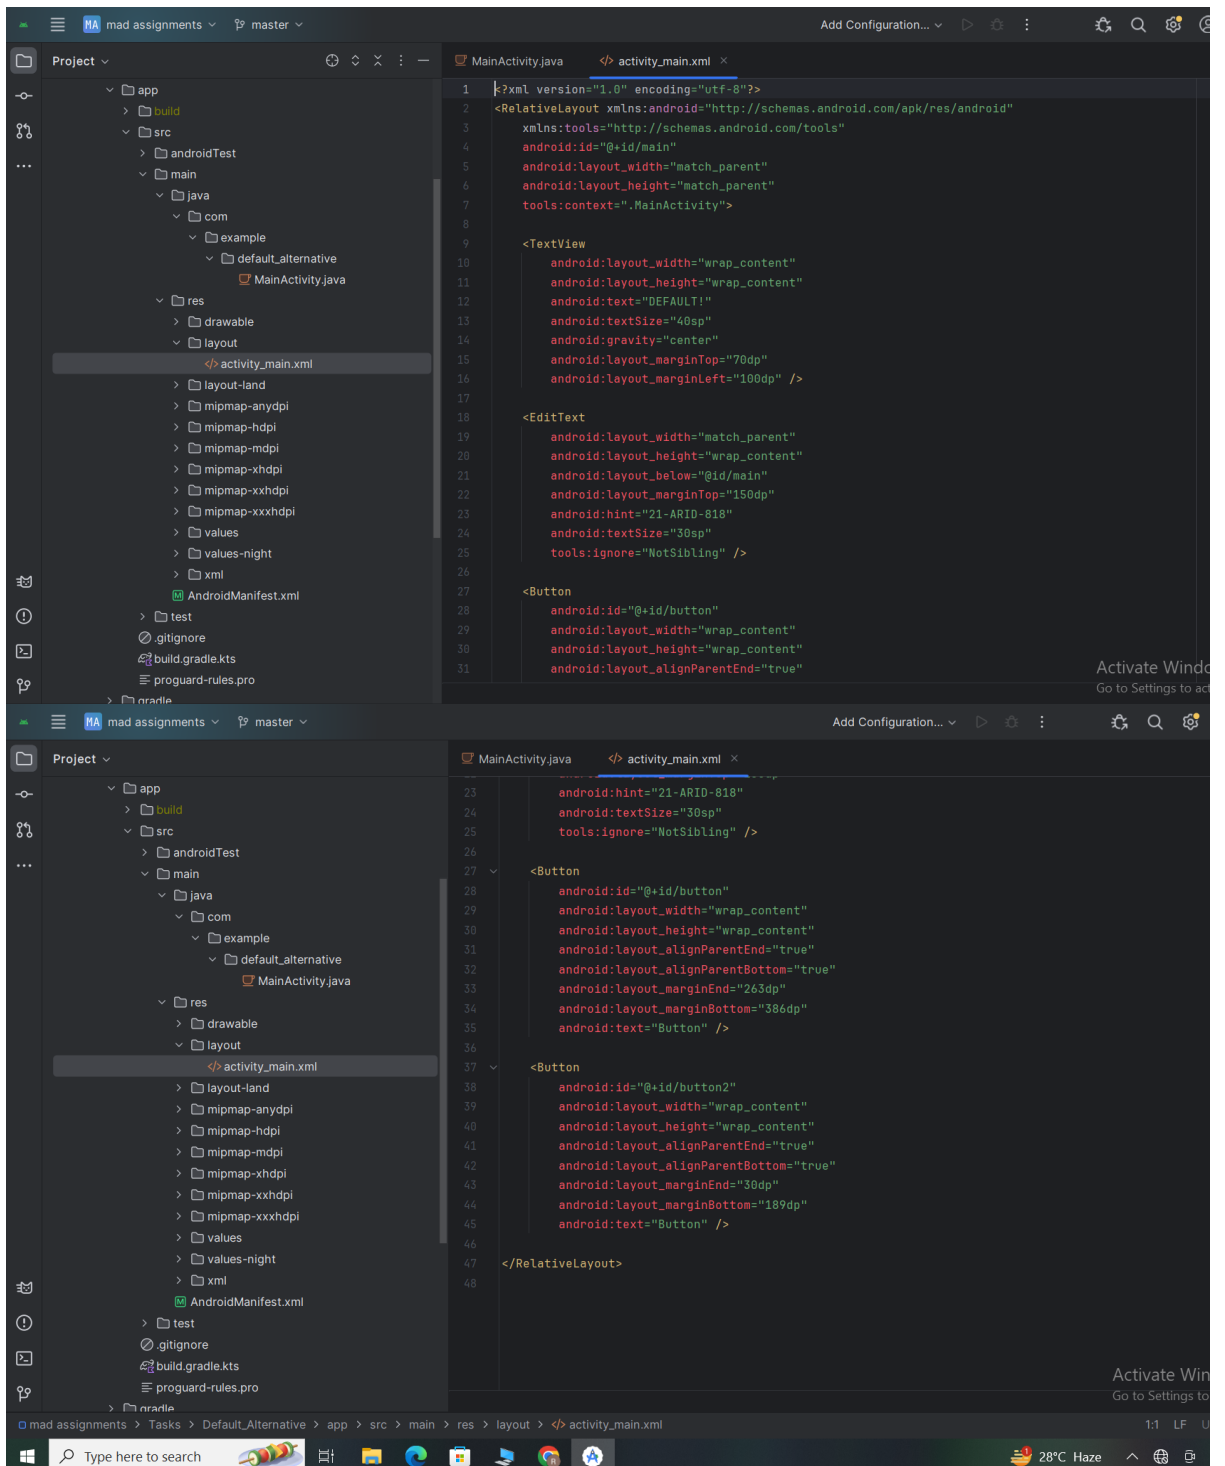 MA mad assignments master Add Configuration...
Project
MainActivity.java activity_main.xml
app
build
src
androidTest
main
java
com
example
default_alternative
MainActivity.java
res
drawable
layout
activity_main.xml
layout-land
mipmap-anydpi
mipmap-hdpi
mipmap-mdpi
mipmap-xhdpi
mipmap-xxhdpi
mipmap-xxxhdpi
values
values-night
xml
AndroidManifest.xml
test
.gitignore
build.gradle.kts
proguard-rules.pro
gradle
1 <?xml version="1.0" encoding="utf-8"?>
2 <RelativeLayout xmlns:android="http://schemas.android.com/apk/res/android"
3 xmlns:tools="http://schemas.android.com/tools"
4 android:id="@+id/main"
5 android:layout_width="match_parent"
6 android:layout_height="match_parent"
7 tools:context=".MainActivity">
8
9 <TextView
10 android:layout_width="wrap_content"
11 android:layout_height="wrap_content"
12 android:text="DEFAULT!"
13 android:textSize="40sp"
14 android:gravity="center"
15 android:layout_marginTop="70dp"
16 android:layout_marginLeft="100dp" />
17
18 <EditText
19 android:layout_width="match_parent"
20 android:layout_height="wrap_content"
21 android:layout_below="@id/main"
22 android:layout_marginTop="150dp"
23 android:hint="21-ARID-818"
24 android:textSize="30sp"
25 tools:ignore="NotSibling" />
26
27 <Button
28 android:id="@+id/button"
29 android:layout_width="wrap_content"
30 android:layout_height="wrap_content"
31 android:layout_alignParentEnd="true"
Activate Windo
Go to Settings to act
MA mad assignments master Add Configuration...
Project
MainActivity.java activity_main.xml
app
build
src
androidTest
main
java
com
example
default_alternative
MainActivity.java
res
drawable
layout
activity_main.xml
layout-land
mipmap-anydpi
mipmap-hdpi
mipmap-mdpi
mipmap-xhdpi
mipmap-xxhdpi
mipmap-xxxhdpi
values
values-night
xml
AndroidManifest.xml
test
.gitignore
build.gradle.kts
proguard-rules.pro
gradle
23 android:hint="21-ARID-818"
24 android:textSize="30sp"
25 tools:ignore="NotSibling" />
26
27 <Button
28 android:id="@+id/button"
29 android:layout_width="wrap_content"
30 android:layout_height="wrap_content"
31 android:layout_alignParentEnd="true"
32 android:layout_alignParentBottom="true"
33 android:layout_marginEnd="263dp"
34 android:layout_marginBottom="386dp"
35 android:text="Button" />
36
37 <Button
38 android:id="@+id/button2"
39 android:layout_width="wrap_content"
40 android:layout_height="wrap_content"
41 android:layout_alignParentEnd="true"
42 android:layout_alignParentBottom="true"
43 android:layout_marginEnd="30dp"
44 android:layout_marginBottom="189dp"
45 android:text="Button" />
46
47 </RelativeLayout>
48
Activate Win
Go to Settings to
mad assignments > Tasks > Default_Alternative > app > src > main > res > layout > activity_main.xml 1:1 LF U
Type here to search 1 28°C Haze